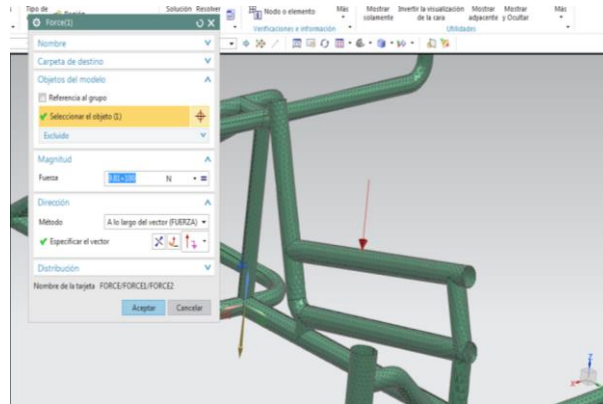 Tipo de
Solución Resolver
Nodo o elemento
Más
Mostrar solamente
Invertir la visualización de la cara
Mostrar adyacente
Mostrar y Ocultar
Más
Verificaciones e información
Utilidades
Force(1)
Nombre
Carpeta de destino
Objetos del modelo
Referencia al grupo
Seleccionar el objeto (1)
Excluido
Magnitud
Fuerza
N
Dirección
Método
A lo largo del vector (FUERZA)
Especificar el vector
Distribución
Nombre de la tarjeta FORCE/FORCE1/FORCE2
Aceptar
Cancelar